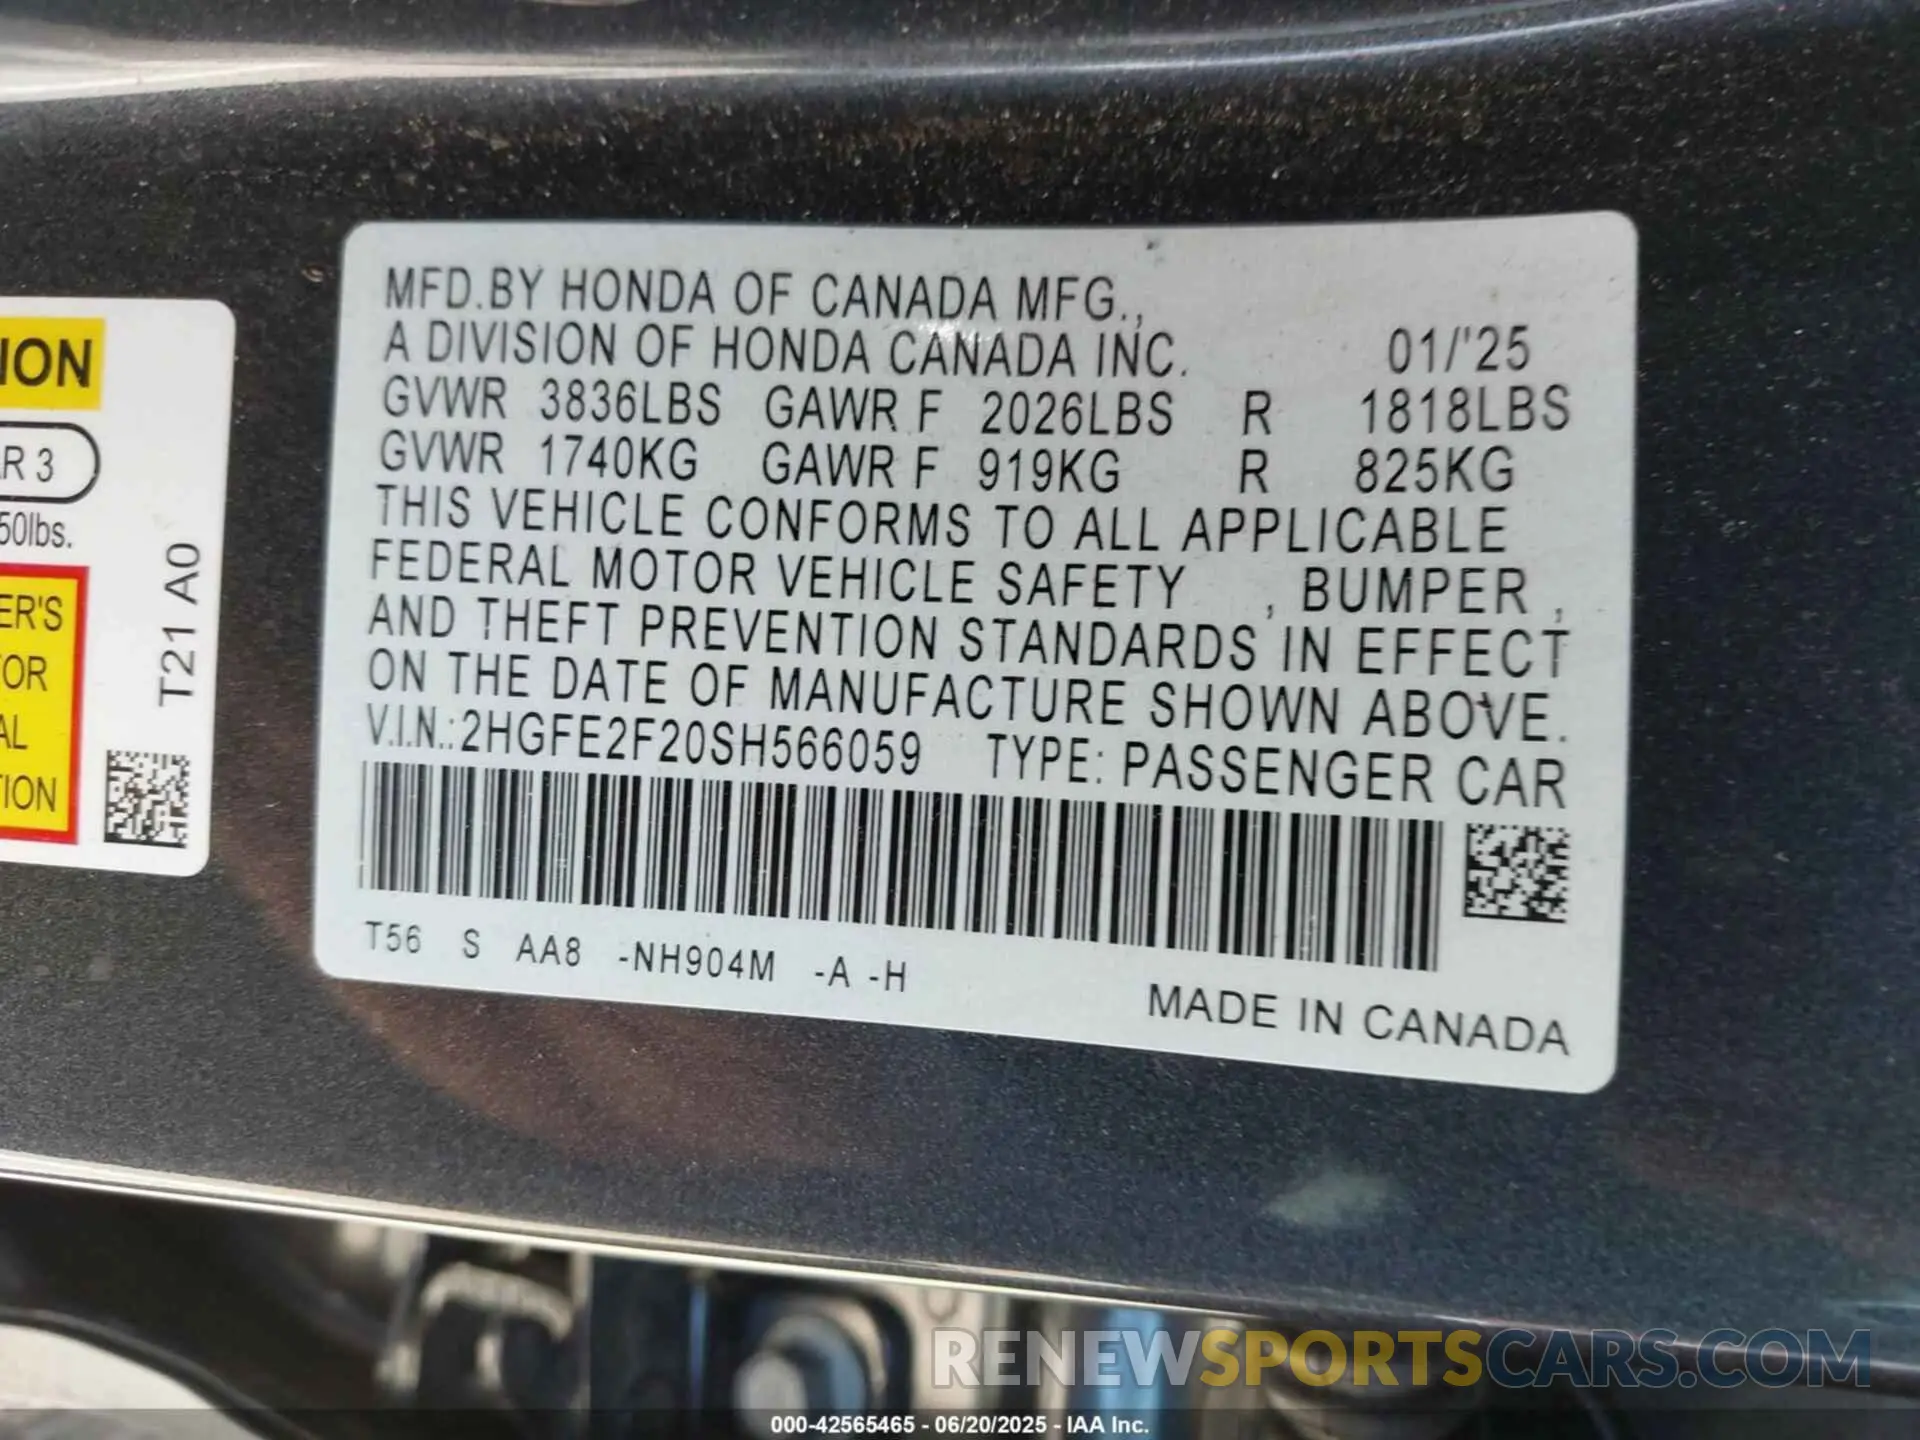 MFD.BY HONDA OF CANADA MFG.,
A DIVISION OF HONDA CANADA INC. 01/'25
GVWR 3836LBS GAWR F 2026LBS R 1818LBS
GVWR 1740KG GAWR F 919KG R 825KG
THIS VEHICLE CONFORMS TO ALL APPLICABLE
FEDERAL MOTOR VEHICLE SAFETY , BUMPER ,
AND THEFT PREVENTION STANDARDS IN EFFECT
ON THE DATE OF MANUFACTURE SHOWN ABOVE.
V.I.N.:2HGFE2F20SH566059 TYPE: PASSENGER CAR
T56 S AA8 -NH904M -A -H
MADE IN CANADA
ION
R 3
50lbs.
ER'S
OR
AL
ION
T21 A0
RENEWSPORTSCARS.COM
000-42565465 - 06/20/2025 - IAA Inc.